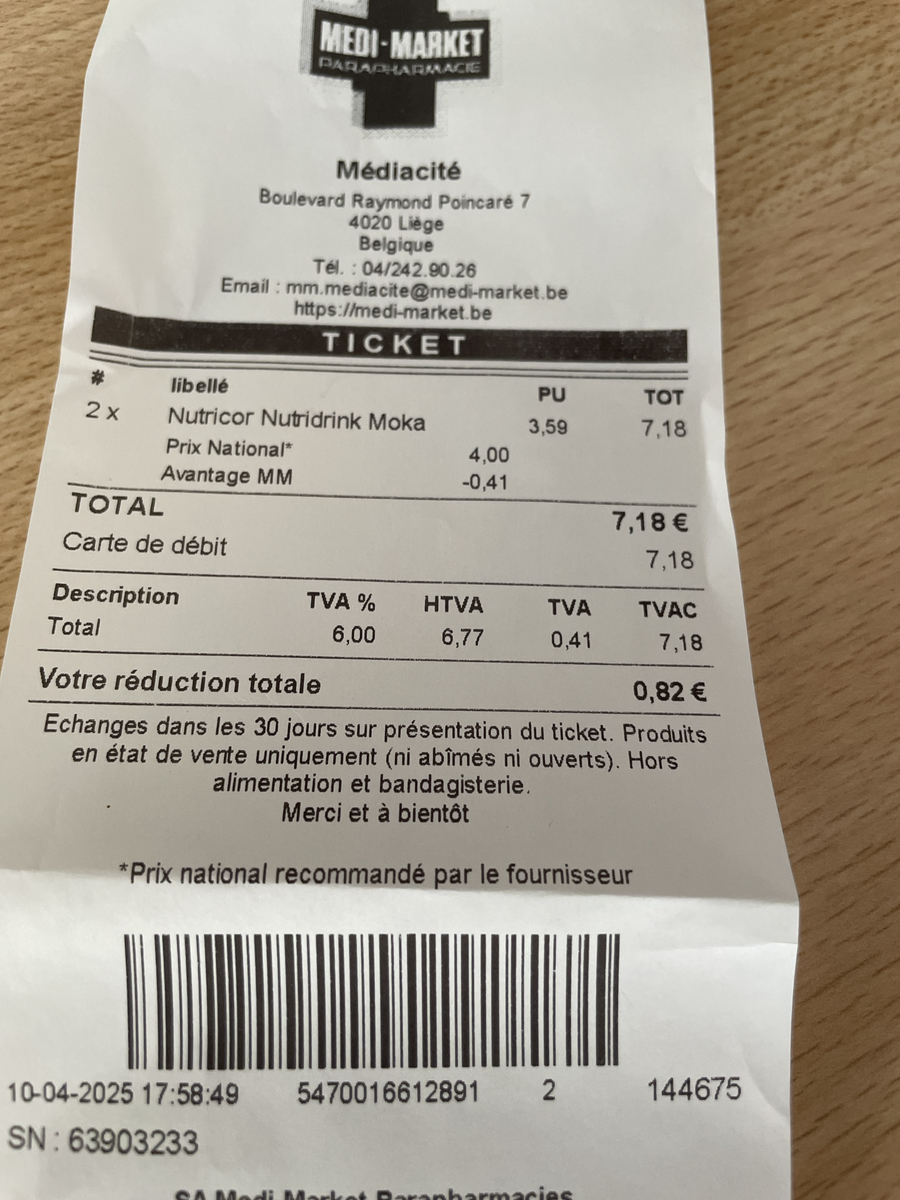 MEDI-MARKET
PARAPHARMACIE
Médiacité
Boulevard Raymond Poincaré 7
4020 Liège
Belgique
Tél. : 04/242.90.26
Email : mm.mediacite@medi-market.be
https://medi-market.be
TICKET
# libellé PU TOT
2 x Nutricor Nutridrink Moka 3,59 7,18
Prix National* 4,00
Avantage MM -0,41
TOTAL 7,18 €
Carte de débit 7,18
Description TVA % HTVA TVA TVAC
Total 6,00 6,77 0,41 7,18
Votre réduction totale 0,82 €
Echanges dans les 30 jours sur présentation du ticket. Produits
en état de vente uniquement (ni abîmés ni ouverts). Hors
alimentation et bandagisterie.
Merci et à bientôt
*Prix national recommandé par le fournisseur
10-04-2025 17:58:49 5470016612891 2 144675
SN : 63903233
SA Medi Market Parapharmacies